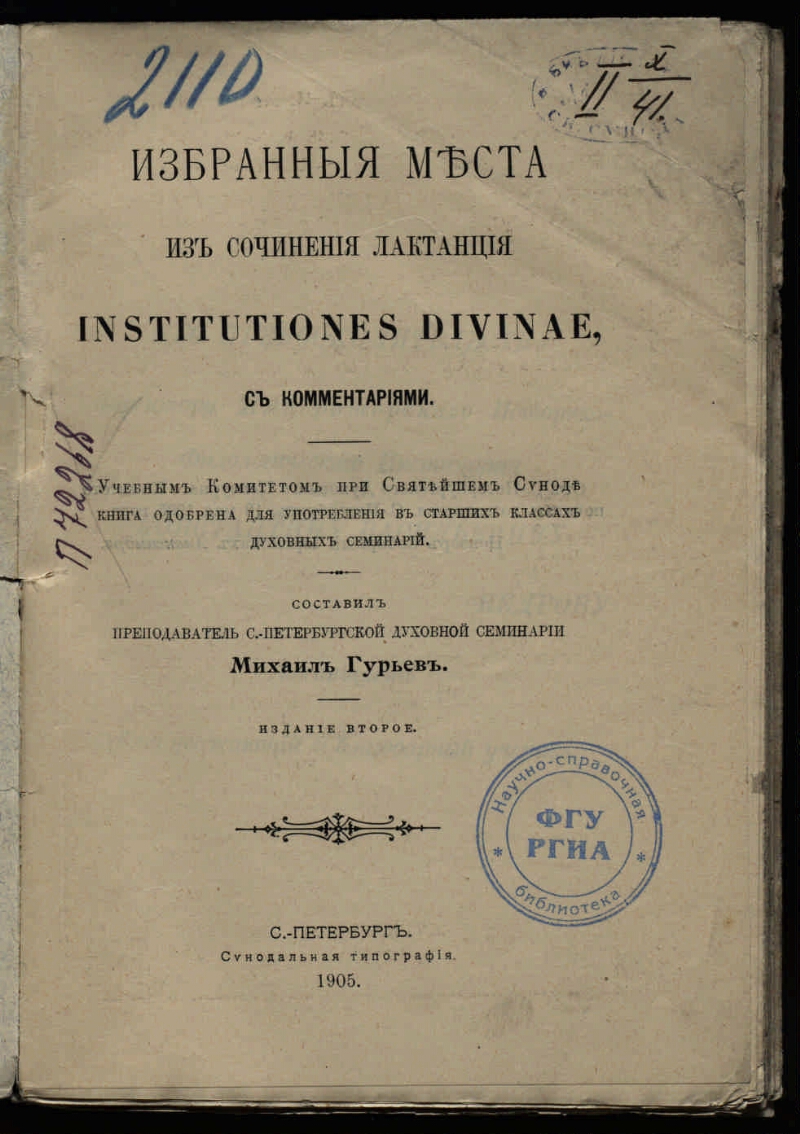 2110
ИЗБРАННЫЯ МѢСТА
ИЗЪ СОЧИНЕНІЯ ЛАКТАНЦІЯ
INSTITUTIONES DIVINAE,
СЪ КОММЕНТАРІЯМИ.
Учебнымъ Комитетомъ при Святѣйшемъ Сѵнодѣ
книга одобрена для употребленія въ старшихъ классахъ
духовныхъ семинарій.
СОСТАВИЛЪ
ПРЕПОДАВАТЕЛЬ С.-ПЕТЕРБУРГСКОЙ ДУХОВНОЙ СЕМИНАРІИ
Михаилъ Гурьевъ.
ИЗДАНІЕ ВТОРОЕ.
Научно-справочная
ФГУ
РГИА
библиотека
С.-ПЕТЕРБУРГЪ.
Сѵнодальная типографія.
1905.